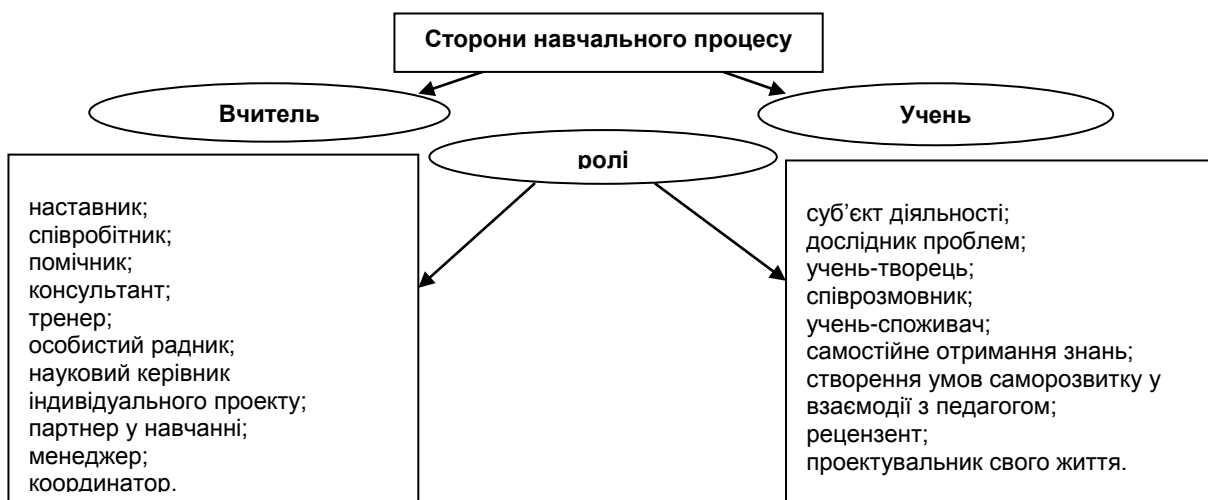 Сторони навчального процесу
Вчитель
Учень
ролі
наставник;
співробітник;
помічник;
консультант;
тренер;
особистий радник;
науковий керівник
індивідуального проекту;
партнер у навчанні;
менеджер;
координатор.
суб’єкт діяльності;
дослідник проблем;
учень-творець;
співрозмовник;
учень-споживач;
самостійне отримання знань;
створення умов саморозвитку у
взаємодії з педагогом;
рецензент;
проектувальник свого життя.